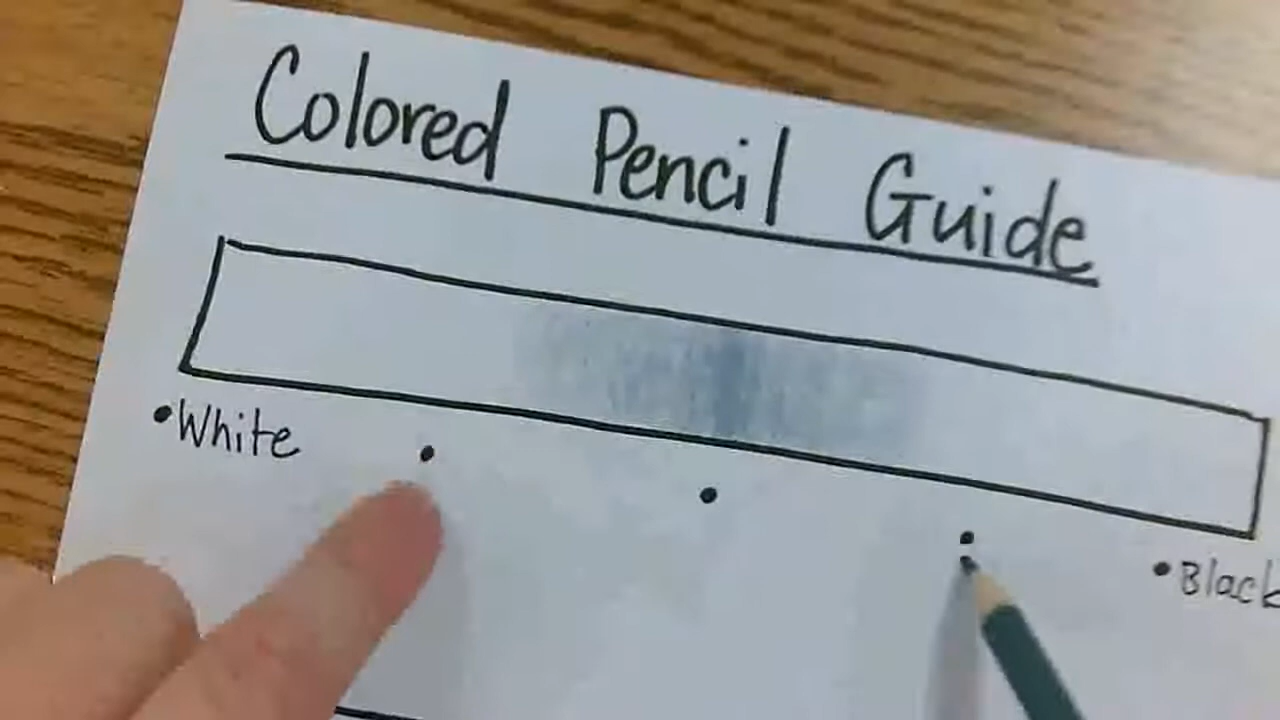 Colored Pencil Guide
•White
• • •
•Black